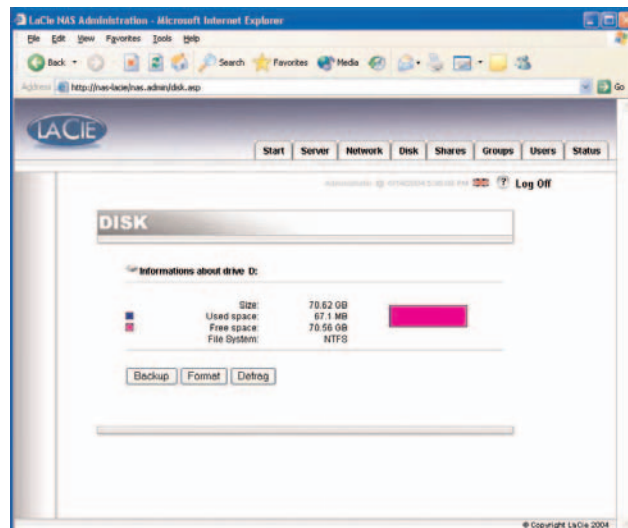 LaCie NAS Administration - Microsoft Internet Explorer
File Edit View Favorites Tools Help
Back Search Favorites Media
Address http://nas-lacie/nas.admin/disk.asp Go
LACIE
Start Server Network Disk Shares Groups Users Status
? Log Off
DISK
Informations about drive D:
Size: 70.62 GB
Used space: 67.1 MB
Free space: 70.56 GB
File System: NTFS
Backup Format Defrag
© Copyright LaCie 2004